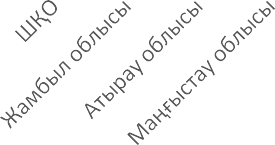 ШҚО
Жамбыл облысы
Атырау облысы
Маңғыстау облысы